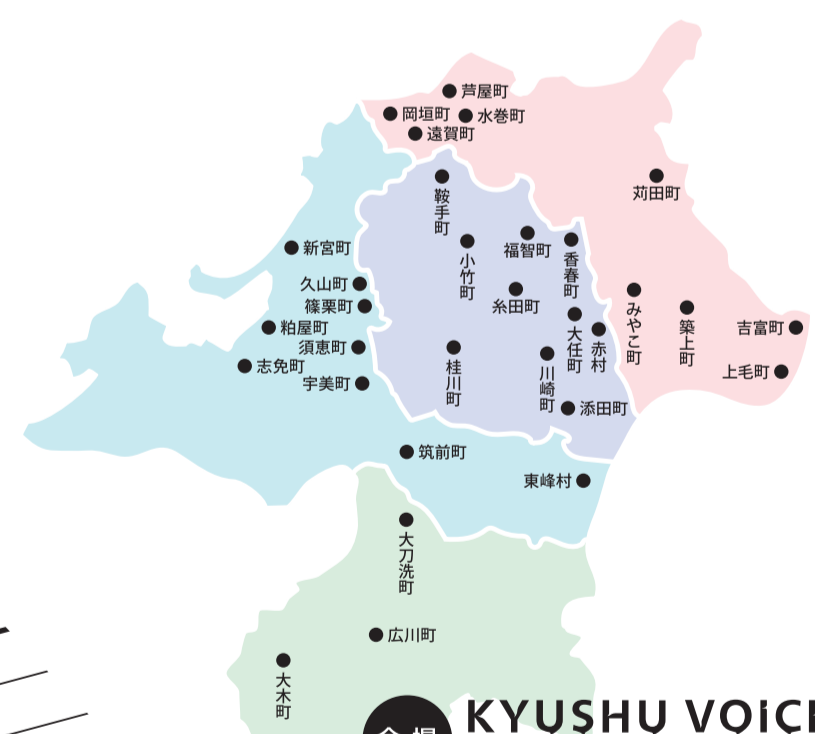 芦屋町
岡垣町
水巻町
遠賀町
苅田町
鞍手町
小竹町
福智町
香春町
新宮町
久山町
篠栗町
糸田町
みやこ町
築上町
大任町
赤村
粕屋町
吉富町
須恵町
志免町
宇美町
桂川町
川崎町
上毛町
添田町
筑前町
東峰村
大刀洗町
広川町
大木町
KYUSHU VOiC